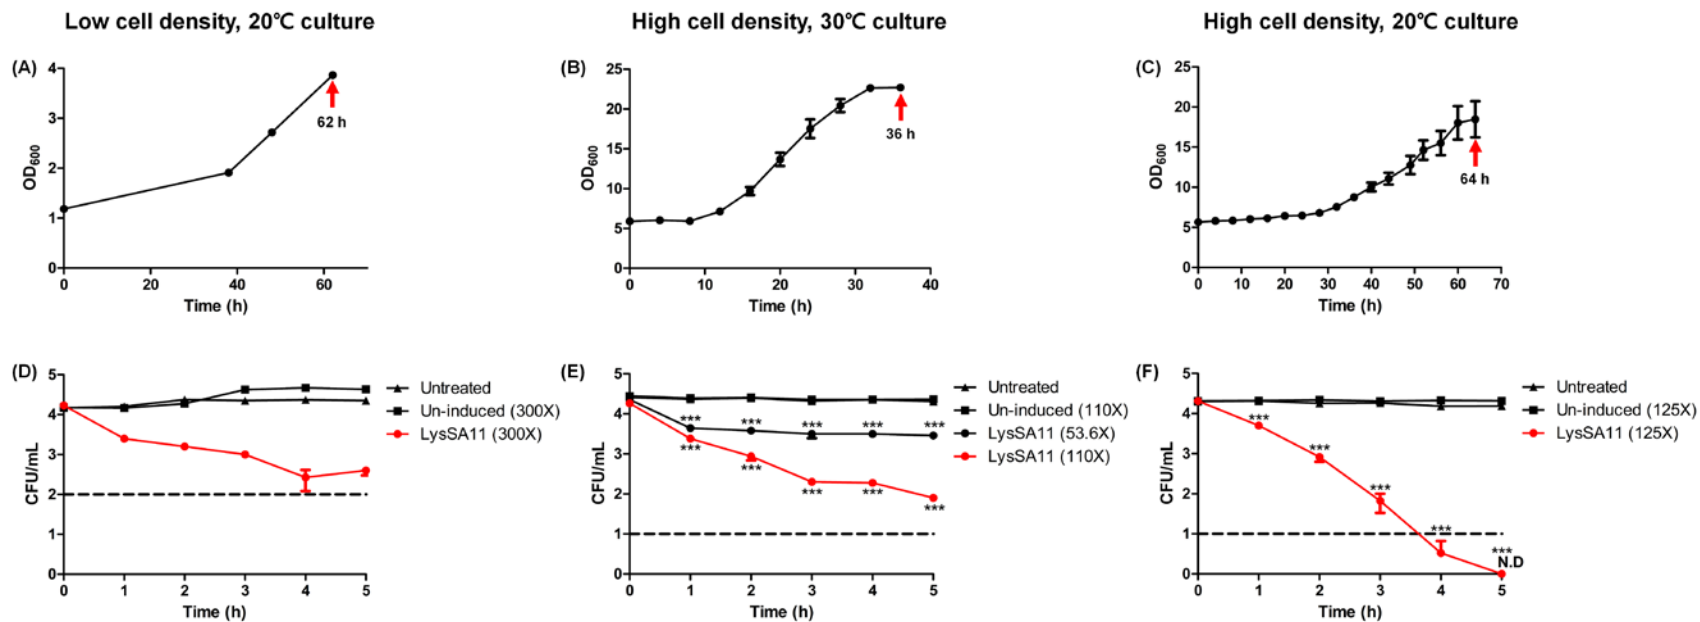 Low cell density, 20℃ culture
High cell density, 30℃ culture
High cell density, 20℃ culture
(A)
OD600
4
3
2
1
0
0 20 40 60
Time (h)
62 h
(B)
OD600
25
20
15
10
5
0
0 10 20 30 40
Time (h)
36 h
(C)
OD600
25
20
15
10
5
0
0 10 20 30 40 50 60 70
Time (h)
64 h
(D)
CFU/mL
5
4
3
2
1
0
0 1 2 3 4 5
Time (h)
Untreated
Un-induced (300X)
LysSA11 (300X)
(E)
CFU/mL
5
4
3
2
1
0
0 1 2 3 4 5
Time (h)
*** *** *** *** ***
*** *** *** *** ***
Untreated
Un-induced (110X)
LysSA11 (53.6X)
LysSA11 (110X)
(F)
CFU/mL
5
4
3
2
1
0
0 1 2 3 4 5
Time (h)
***
***
***
***
***
N.D
Untreated
Un-induced (125X)
LysSA11 (125X)